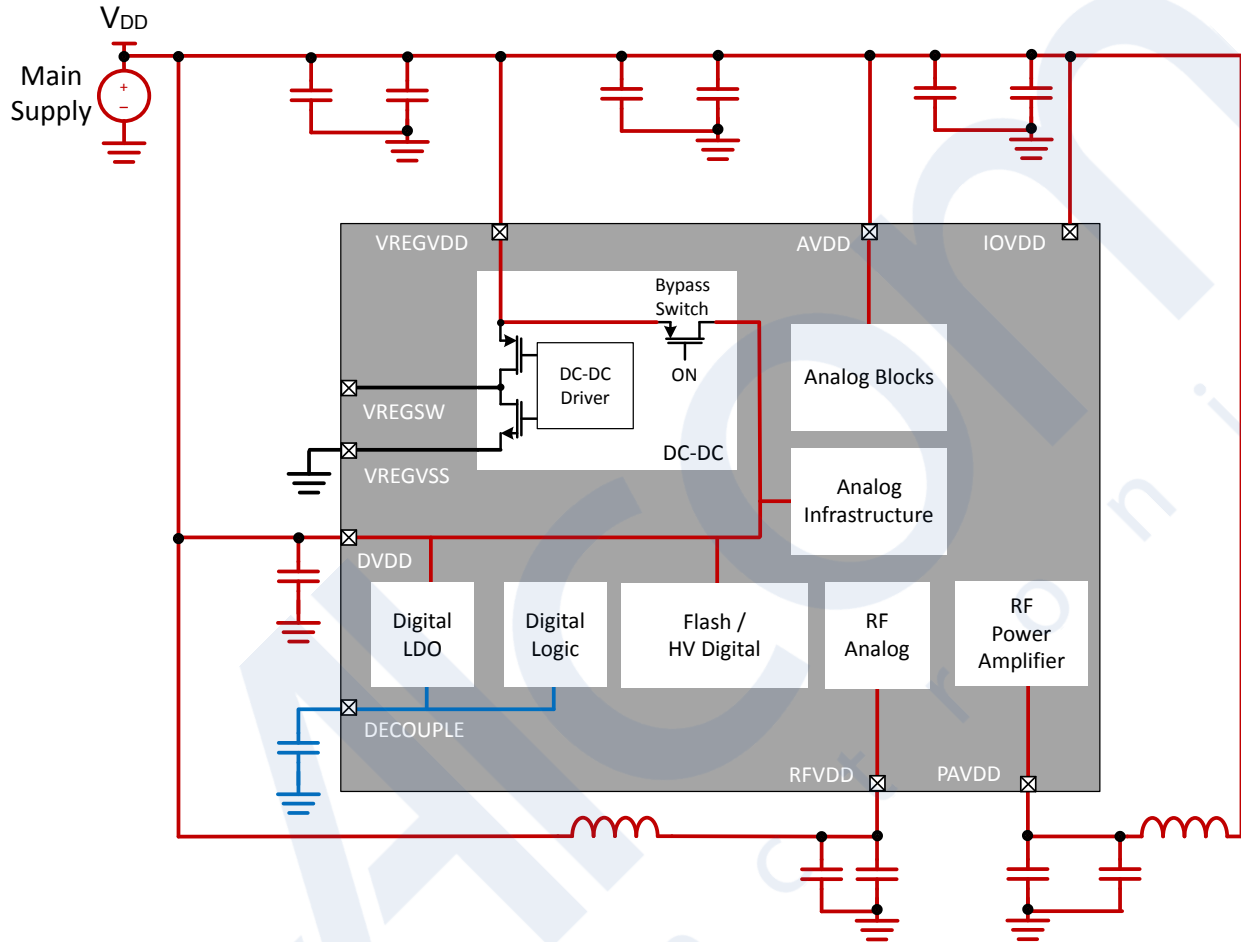 VDD
Main
Supply
+
−
VREGVDD
AVDD
IOVDD
Bypass
Switch
ON
DC-DC
Driver
Analog Blocks
VREGSW
DC-DC
VREGVSS
Analog
Infrastructure
DVDD
Digital
LDO
Digital
Logic
Flash /
HV Digital
RF
Analog
RF
Power
Amplifier
DECOUPLE
RFVDD
PAVDD